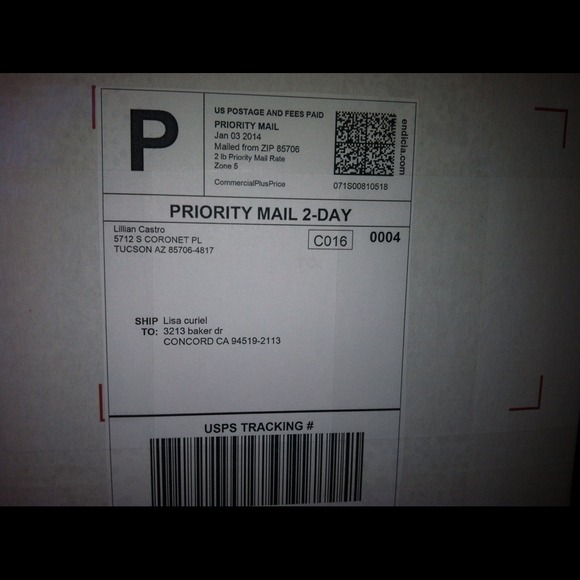 P
US POSTAGE AND FEES PAID
PRIORITY MAIL
Jan 03 2014
Mailed from ZIP 85706
2 lb Priority Mail Rate
Zone 5
CommercialPlusPrice
071S00810518
endicia.com
PRIORITY MAIL 2-DAY
Lillian Castro
5712 S CORONET PL
TUCSON AZ 85706-4817
C016
0004
SHIP Lisa curiel
TO: 3213 baker dr
CONCORD CA 94519-2113
USPS TRACKING #